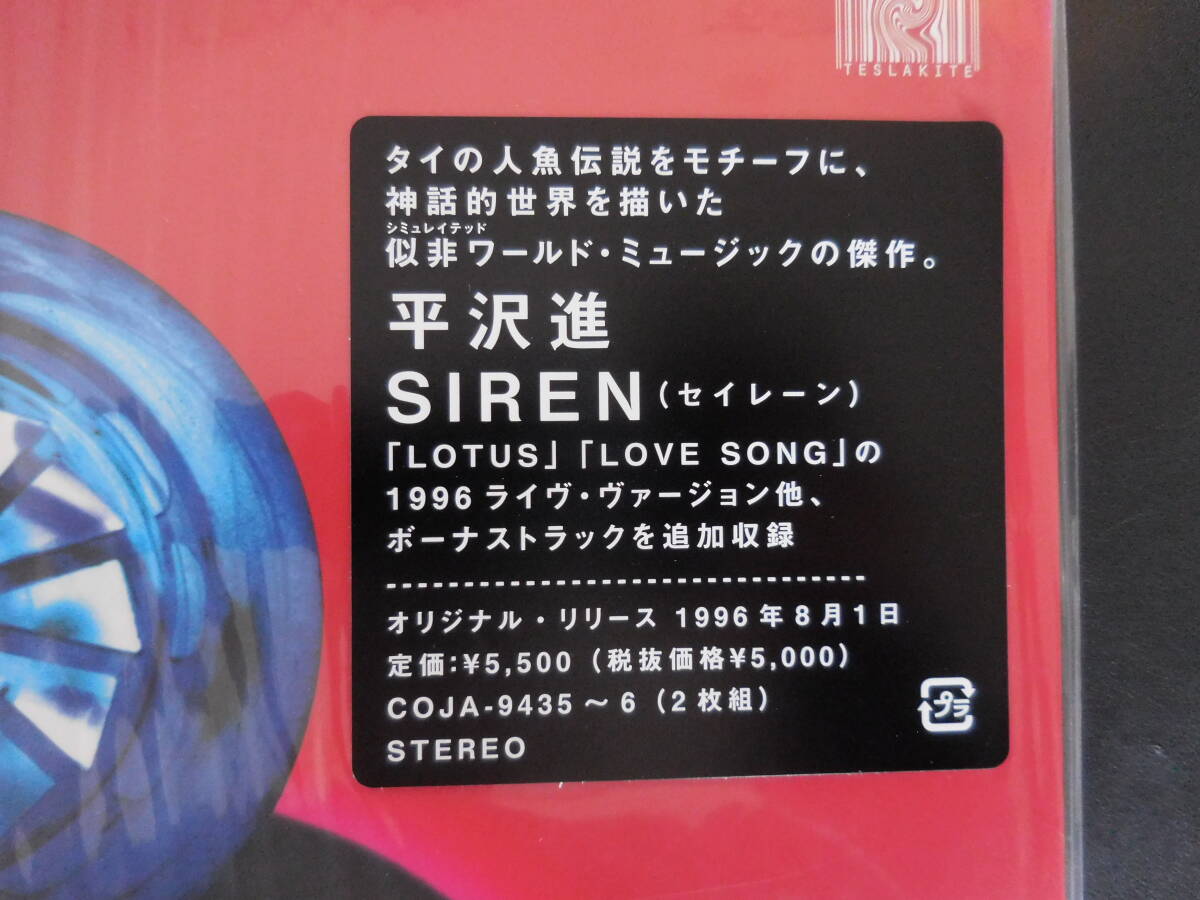 TESLAKITE
タイの人魚伝説をモチーフに、
神話的世界を描いた
シミュレイテッド
似非ワールド・ミュージックの傑作。
平沢進
SIREN（セイレーン）
「LOTUS」「LOVE SONG」の
1996ライヴ・ヴァージョン他、
ボーナストラックを追加収録
オリジナル・リリース 1996年8月1日
定価：¥5,500（税抜価格¥5,000）
COJA-9435～6（2枚組）
プラ
STEREO